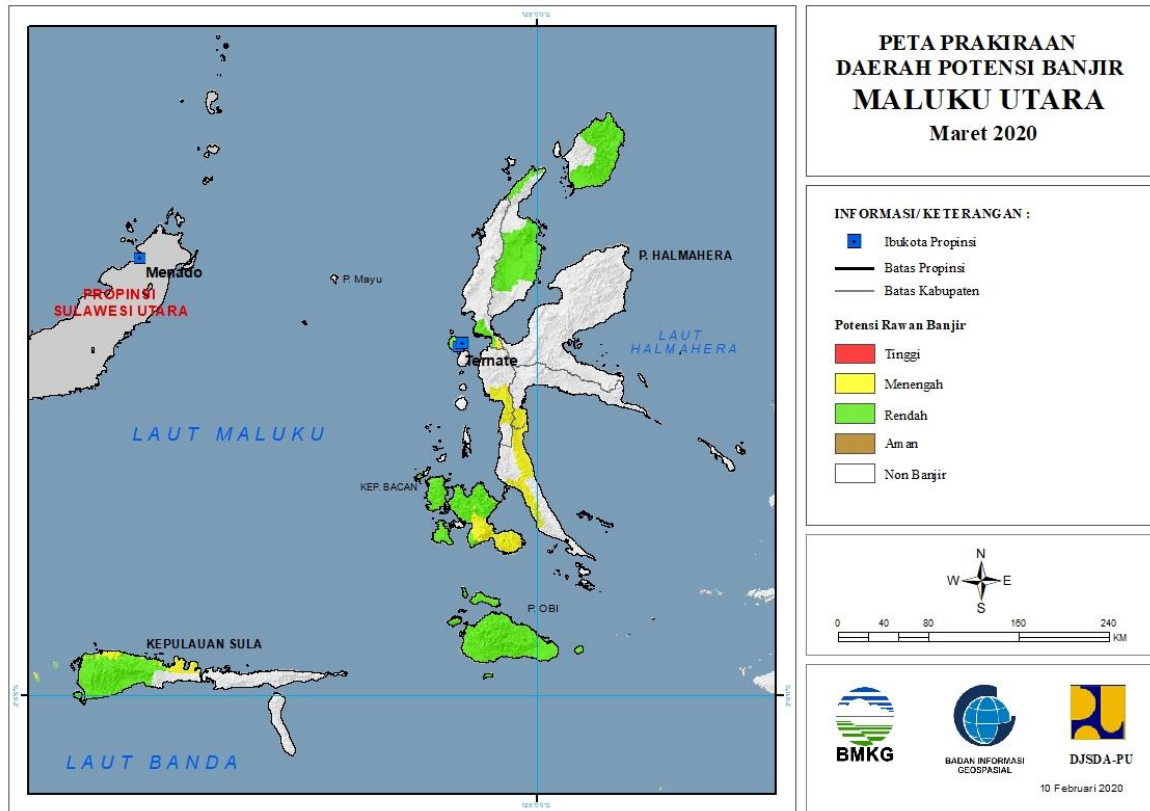 128°0'0"E
PETA PRAKIRAAN
DAERAH POTENSI BANJIR
MALUKU UTARA
Maret 2020
INFORMASI/ KETERANGAN :
Ibukota Propinsi
Batas Propinsi
Batas Kabupaten
Potensi Rawan Banjir
Tinggi
Menengah
Rendah
Aman
Non Banjir
N
W E
S
0 40 80 160 240
KM
BMKG
BADAN INFORMASI
GEOSPASIAL
DJSDA-PU
10 Februari 2020
P. HALMAHERA
Menado
P. Mayu
PROPINSI
SULAWESI UTARA
LAUT
HALMAHERA
Ternate
LAUT MALUKU
KEP. BACAN
P. OBI
KEPULAUAN SULA
LAUT BANDA